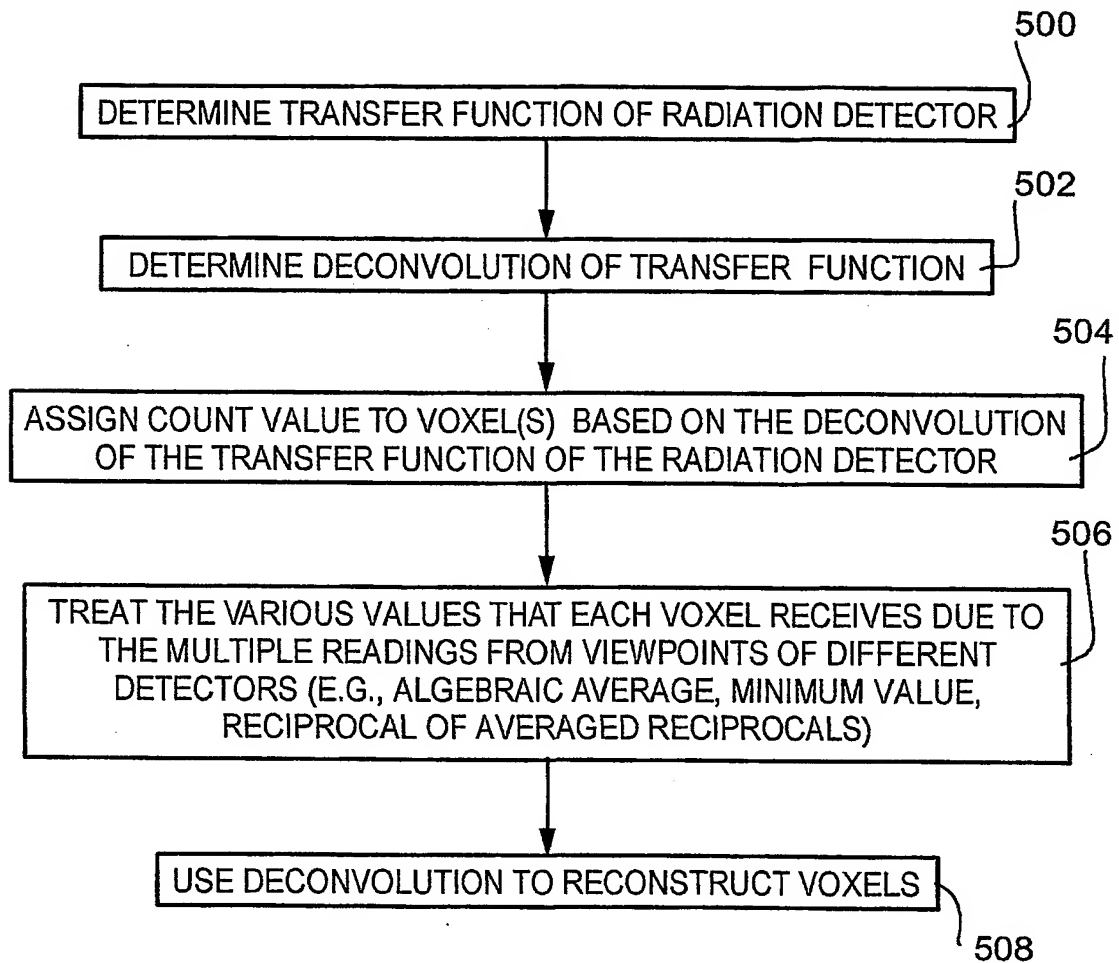 500
DETERMINE TRANSFER FUNCTION OF RADIATION DETECTOR
502
DETERMINE DECONVOLUTION OF TRANSFER FUNCTION
504
ASSIGN COUNT VALUE TO VOXEL(S) BASED ON THE DECONVOLUTION
OF THE TRANSFER FUNCTION OF THE RADIATION DETECTOR
506
TREAT THE VARIOUS VALUES THAT EACH VOXEL RECEIVES DUE TO
THE MULTIPLE READINGS FROM VIEWPOINTS OF DIFFERENT
DETECTORS (E.G., ALGEBRAIC AVERAGE, MINIMUM VALUE,
RECIPROCAL OF AVERAGED RECIPROCALS)
USE DECONVOLUTION TO RECONSTRUCT VOXELS
508